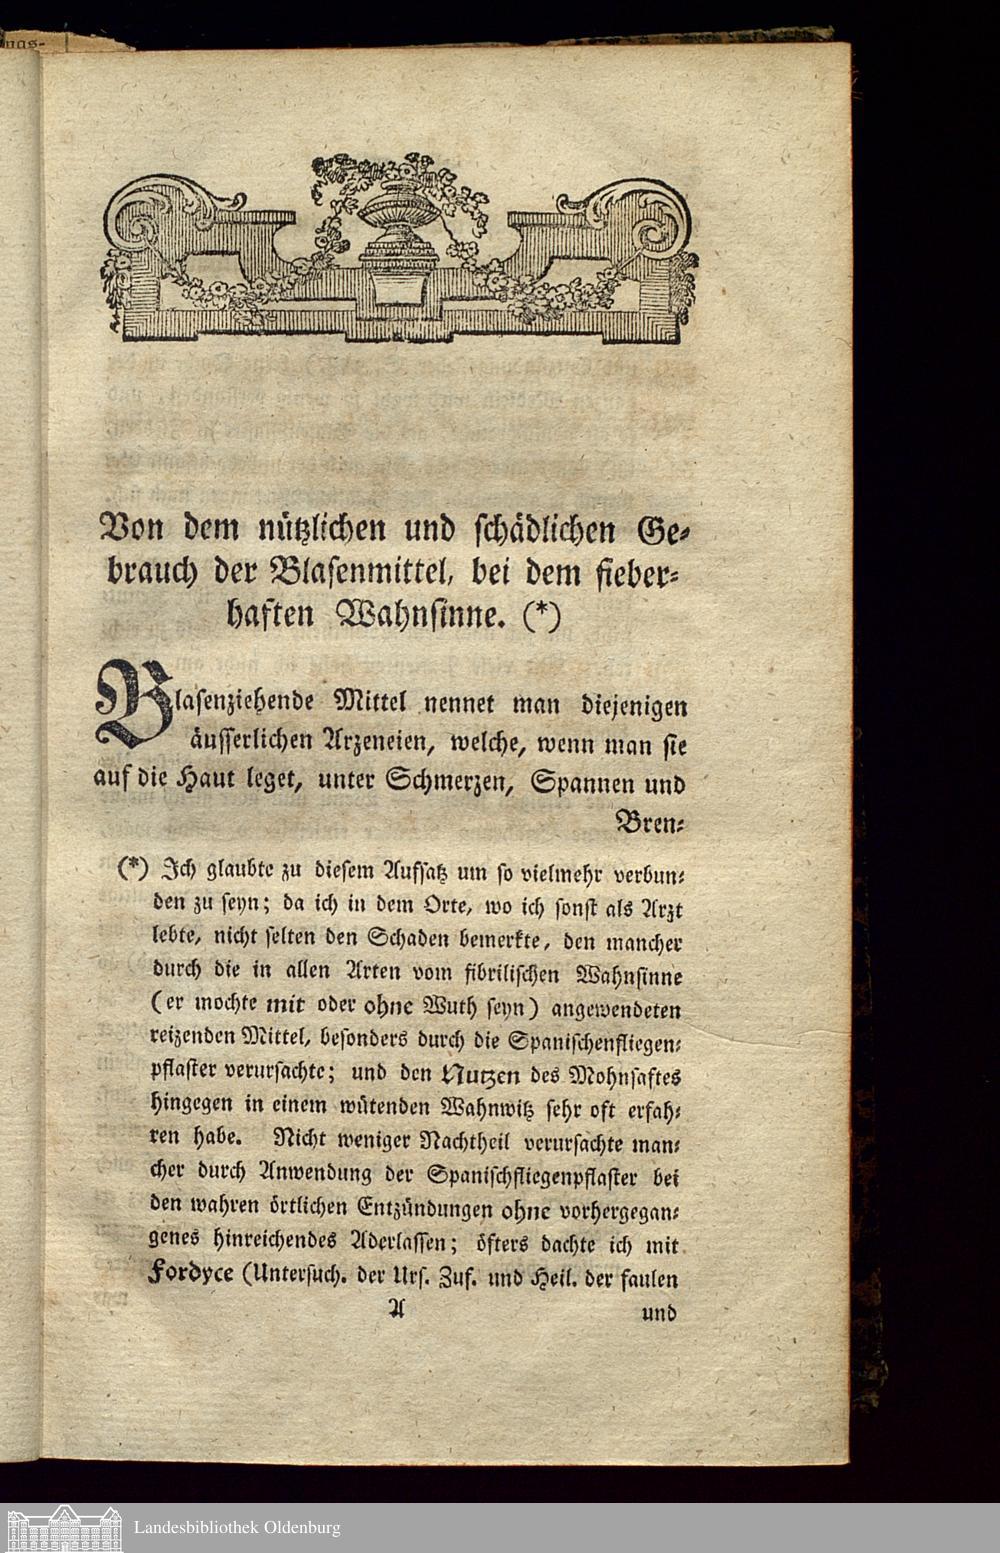 Von dem nützlichen und schädlichen Ge-
brauch der Blasenmittel, bei dem fieber-
haften Wahnsinne. (*)
Blasenziehende Mittel nennet man diejenigen
äusserlichen Arzeneien, welche, wenn man sie
auf die Haut leget, unter Schmerzen, Spannen und
Bren-
(*) Ich glaubte zu diesem Aufsatz um so vielmehr verbun-
den zu seyn; da ich in dem Orte, wo ich sonst als Arzt
lebte, nicht selten den Schaden bemerkte, den mancher
durch die in allen Arten vom fibrilischen Wahnsinne
(er mochte mit oder ohne Wuth seyn) angewendeten
reizenden Mittel, besonders durch die Spanischenfliegen-
pflaster verursachte; und den Nutzen des Mohnsaftes
hingegen in einem wütenden Wahnwitz sehr oft erfah-
ren habe. Nicht weniger Nachtheil verursachte man-
cher durch Anwendung der Spanischfliegenpflaster bei
den wahren örtlichen Entzündungen ohne vorhergegan-
genes hinreichendes Aderlassen; öfters dachte ich mit
Fordyce (Untersuch. der Urs. Zuf. und Heil. der faulen
A
und
Landesbibliothek Oldenburg